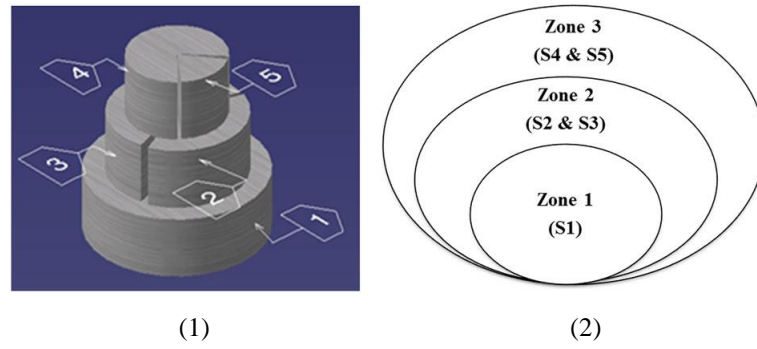 4
5
3
2
1
Zone 3
(S4 & S5)
Zone 2
(S2 & S3)
Zone 1
(S1)
(1)
(2)